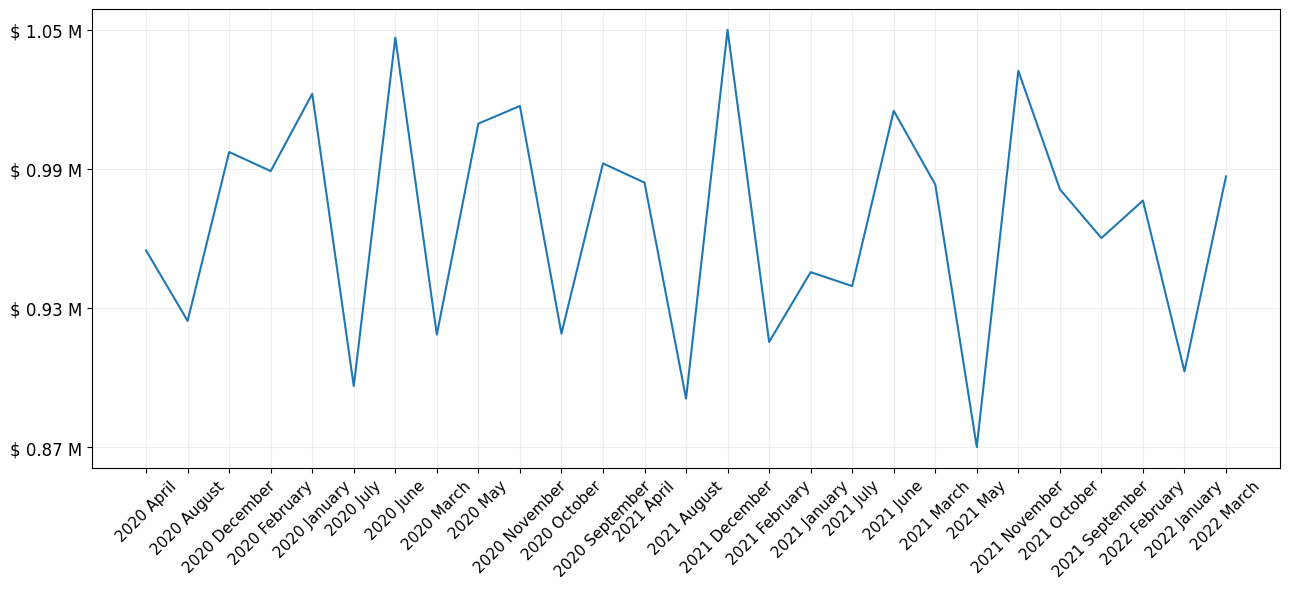 $ 1.05 M
$ 0.99 M
$ 0.93 M
$ 0.87 M
2020 April
2020 August
2020 December
2020 February
2020 January
2020 July
2020 June
2020 March
2020 May
2020 November
2020 October
2020 September
2021 April
2021 August
2021 December
2021 February
2021 January
2021 July
2021 June
2021 March
2021 May
2021 November
2021 October
2021 September
2022 February
2022 January
2022 March